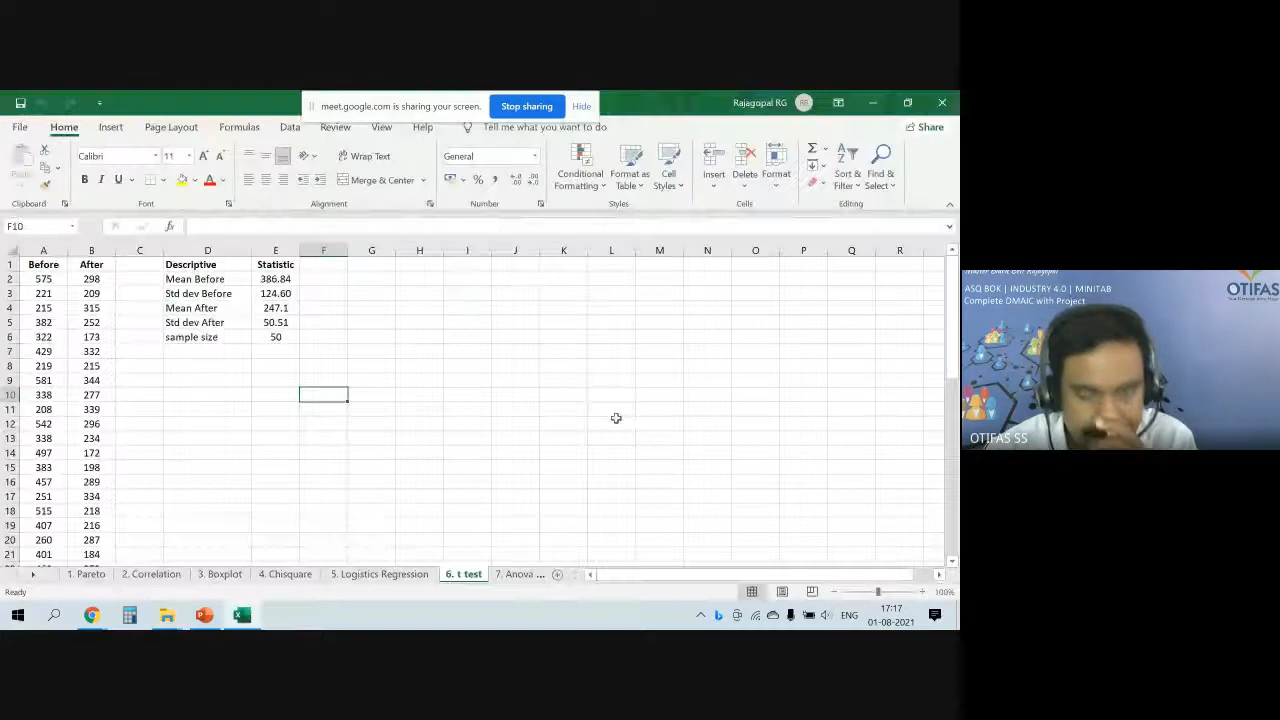 meet.google.com is sharing your screen. Stop sharing Hide
Rajagopal RG RR
File Home Insert Page Layout Formulas Data Review View Help Tell me what you want to do Share
Calibri 11 Wrap Text General
Paste B I U Merge & Center Conditional Formatting Format as Table Cell Styles Insert Delete Format Sort & Filter Find & Select
Clipboard Font Alignment Number Styles Cells Editing
F10 fx
A B C D E F G H I J K L M N O P Q R
1 Before After Descriptive Statistic
2 575 298 Mean Before 386.84
3 221 209 Std dev Before 124.60
4 215 315 Mean After 247.1
5 382 252 Std dev After 50.51
6 322 173 sample size 50
7 429 332
8 219 215
9 581 344
10 338 277
11 208 339
12 542 296
13 338 234
14 497 172
15 383 198
16 457 289
17 251 334
18 515 218
19 407 216
20 260 287
21 401 184
1. Pareto 2. Correlation 3. Boxplot 4. Chisquare 5. Logistics Regression 6. t test 7. Anova ...
Ready 100%
ENG 17:17
01-08-2021
Master Black Belt Rajagopal
ASQ BOK | INDUSTRY 4.0 | MINITAB
Complete DMAIC with Project
OTIFAS
OTIFAS SS